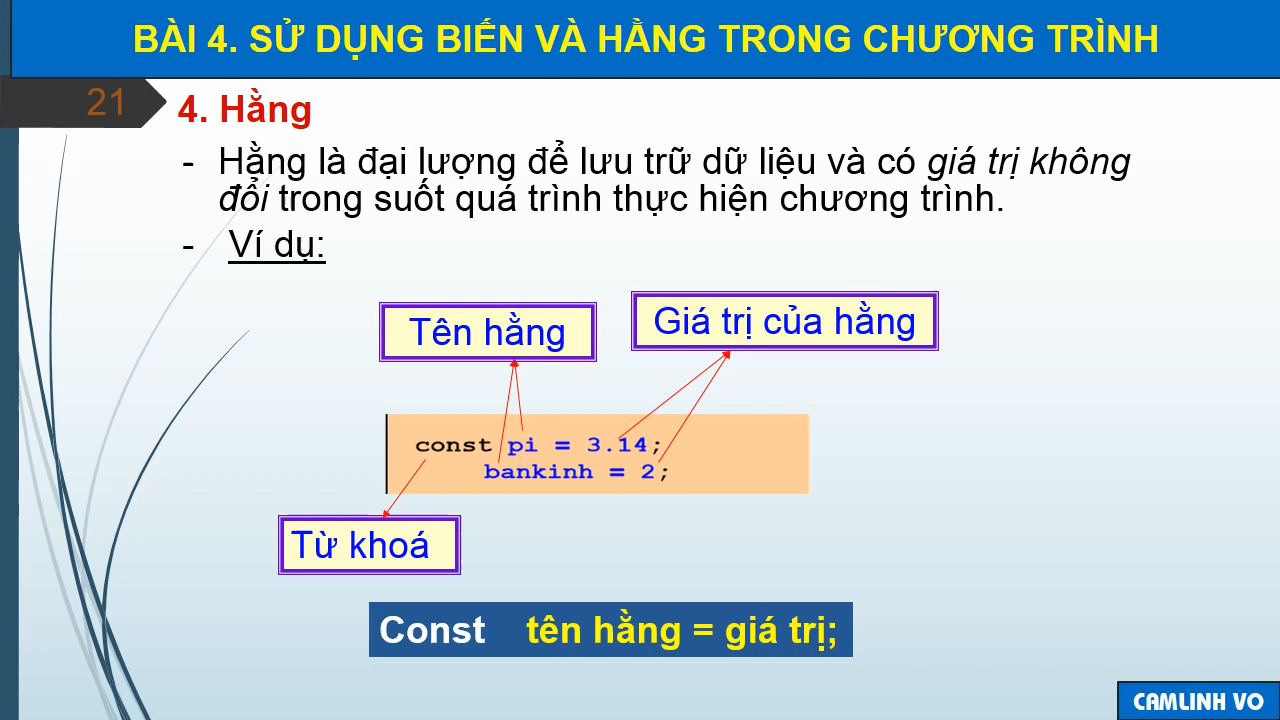 BÀI 4. SỬ DỤNG BIẾN VÀ HẰNG TRONG CHƯƠNG TRÌNH
21
4. Hằng
- Hằng là đại lượng để lưu trữ dữ liệu và có giá trị không
đổi trong suốt quá trình thực hiện chương trình.
- Ví dụ:
Tên hằng
Giá trị của hằng
const pi = 3.14;
bankinh = 2;
Từ khoá
Const tên hằng = giá trị;
CAMLINH VO